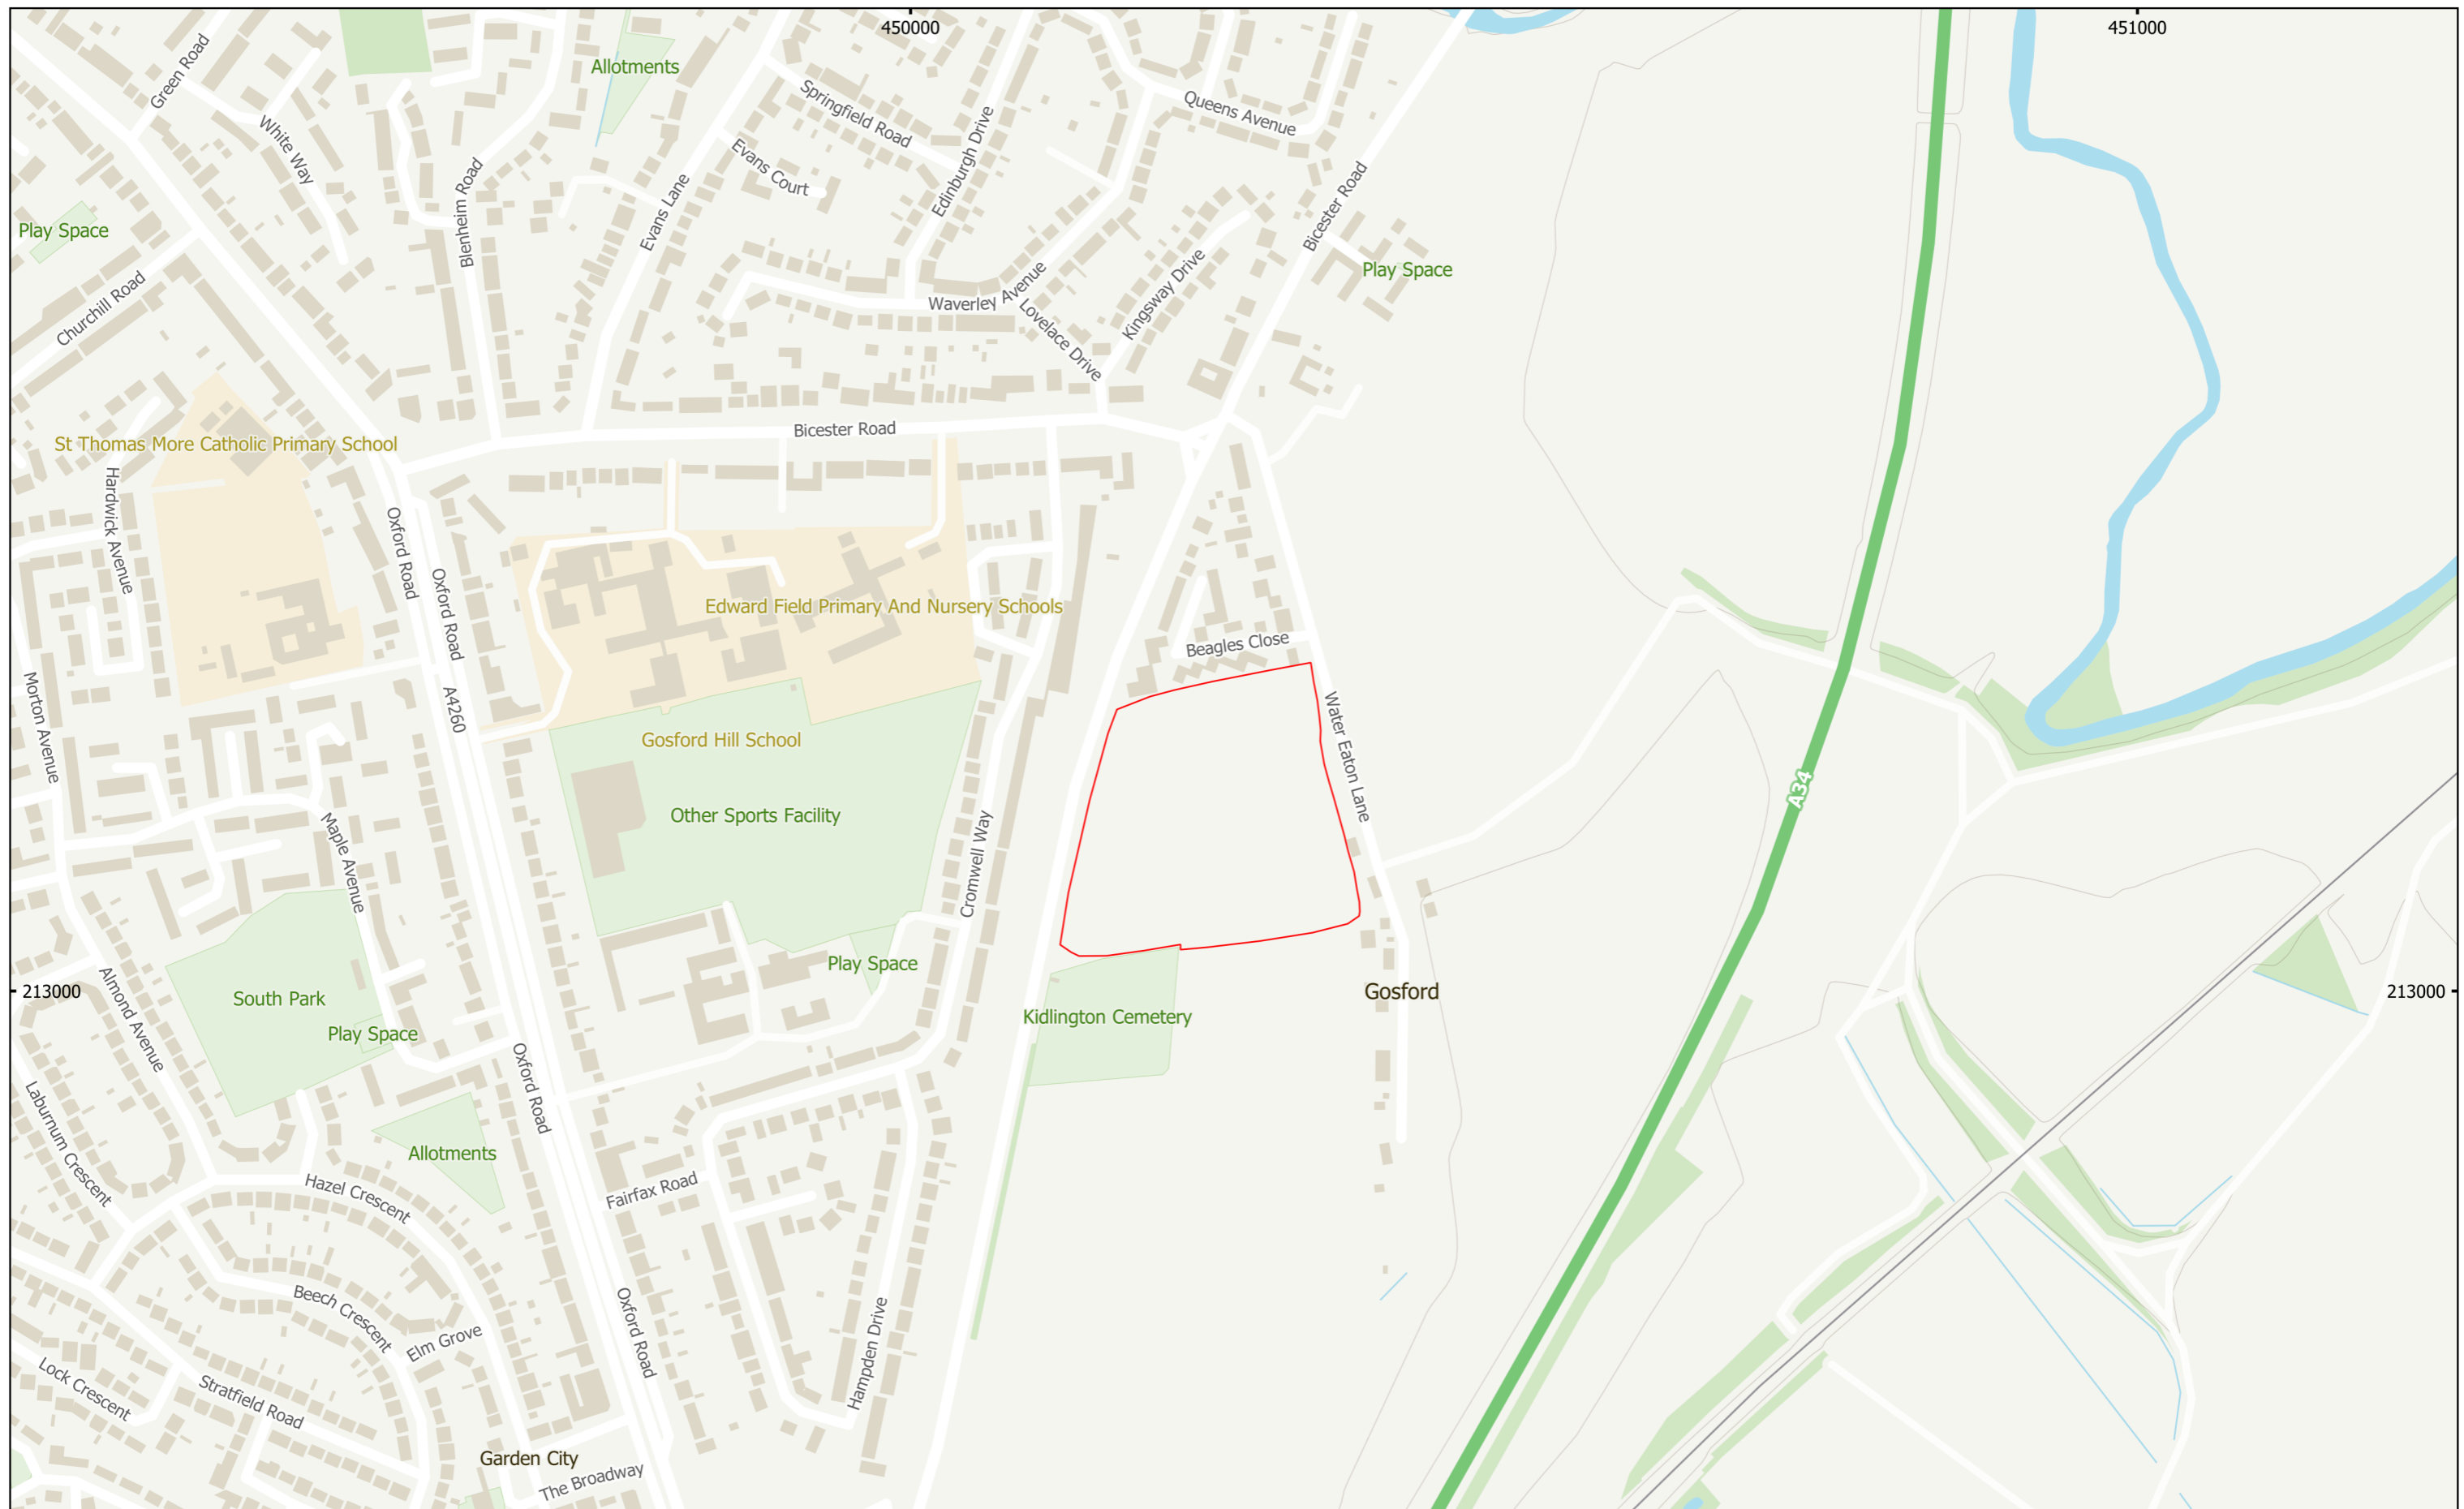 450000
451000
Green Road
Allotments
Springfield Road
Queens Avenue
White Way
Evans Court
Edinburgh Drive
Blenheim Road
Evans Lane
Bicester Road
Play Space
Play Space
Churchill Road
Waverley Avenue
Lovelace Drive
Kingsway Drive
Bicester Road
St Thomas More Catholic Primary School
Hardwick Avenue
Oxford Road
Oxford Road
Edward Field Primary And Nursery Schools
Beagles Close
Morton Avenue
A4260
Gosford Hill School
Water Eaton Lane
A34
Other Sports Facility
Maple Avenue
Cromwell Way
Play Space
213000
Almond Avenue
South Park
Play Space
Kidlington Cemetery
Gosford
213000
Oxford Road
Laburnum Crescent
Allotments
Hazel Crescent
Fairfax Road
Beech Crescent
Elm Grove
Oxford Road
Hampden Drive
Lock Crescent
Stratfield Road
Garden City
The Broadway